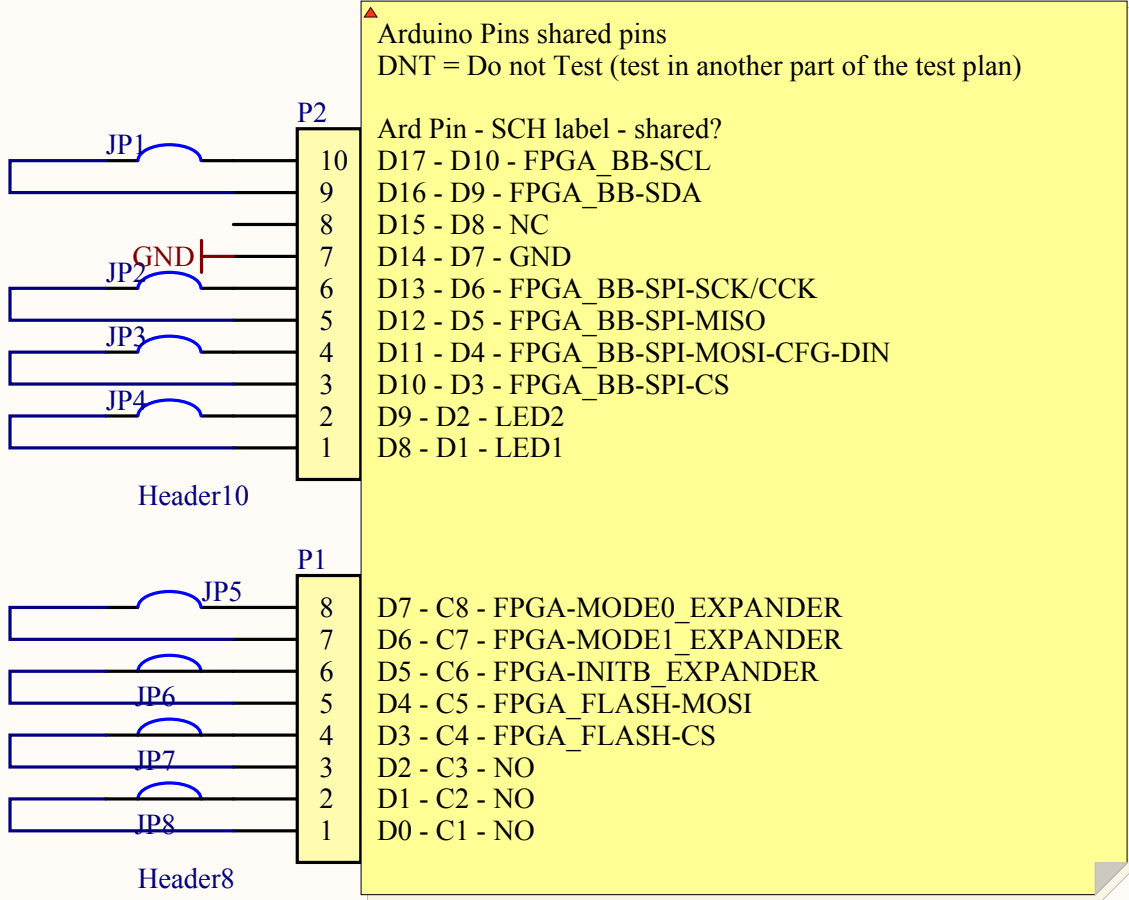 Arduino Pins shared pins
DNT = Do not Test (test in another part of the test plan)
P2
Ard Pin - SCH label - shared?
JP1
10 D17 - D10 - FPGA_BB-SCL
9 D16 - D9 - FPGA_BB-SDA
8 D15 - D8 - NC
GND 7 D14 - D7 - GND
JP2
6 D13 - D6 - FPGA_BB-SPI-SCK/CCK
5 D12 - D5 - FPGA_BB-SPI-MISO
JP3
4 D11 - D4 - FPGA_BB-SPI-MOSI-CFG-DIN
3 D10 - D3 - FPGA_BB-SPI-CS
JP4
2 D9 - D2 - LED2
1 D8 - D1 - LED1
Header10
P1
JP5
8 D7 - C8 - FPGA-MODE0_EXPANDER
7 D6 - C7 - FPGA-MODE1_EXPANDER
6 D5 - C6 - FPGA-INITB_EXPANDER
JP6
5 D4 - C5 - FPGA_FLASH-MOSI
4 D3 - C4 - FPGA_FLASH-CS
JP7
3 D2 - C3 - NO
2 D1 - C2 - NO
JP8
1 D0 - C1 - NO
Header8